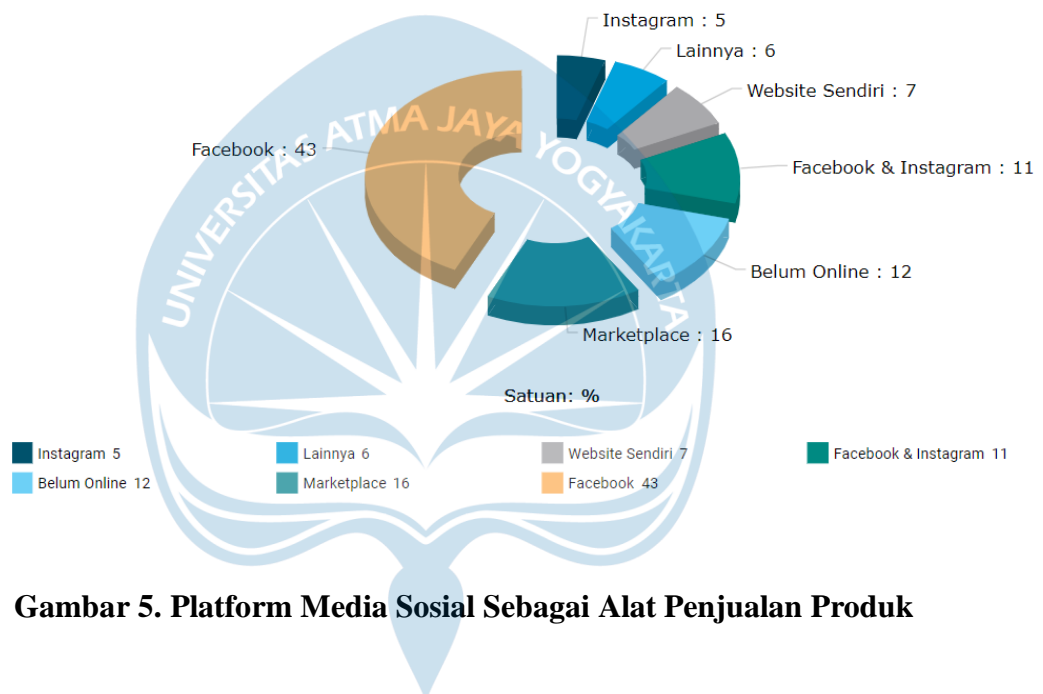 Instagram : 5
Lainnya : 6
Website Sendiri : 7
Facebook & Instagram : 11
Belum Online : 12
Marketplace : 16
Facebook : 43
UNIVERSITAS ATMA JAYA YOGYAKARTA
Satuan: %
Instagram 5
Lainnya 6
Website Sendiri 7
Facebook & Instagram 11
Belum Online 12
Marketplace 16
Facebook 43
Gambar 5. Platform Media Sosial Sebagai Alat Penjualan Produk